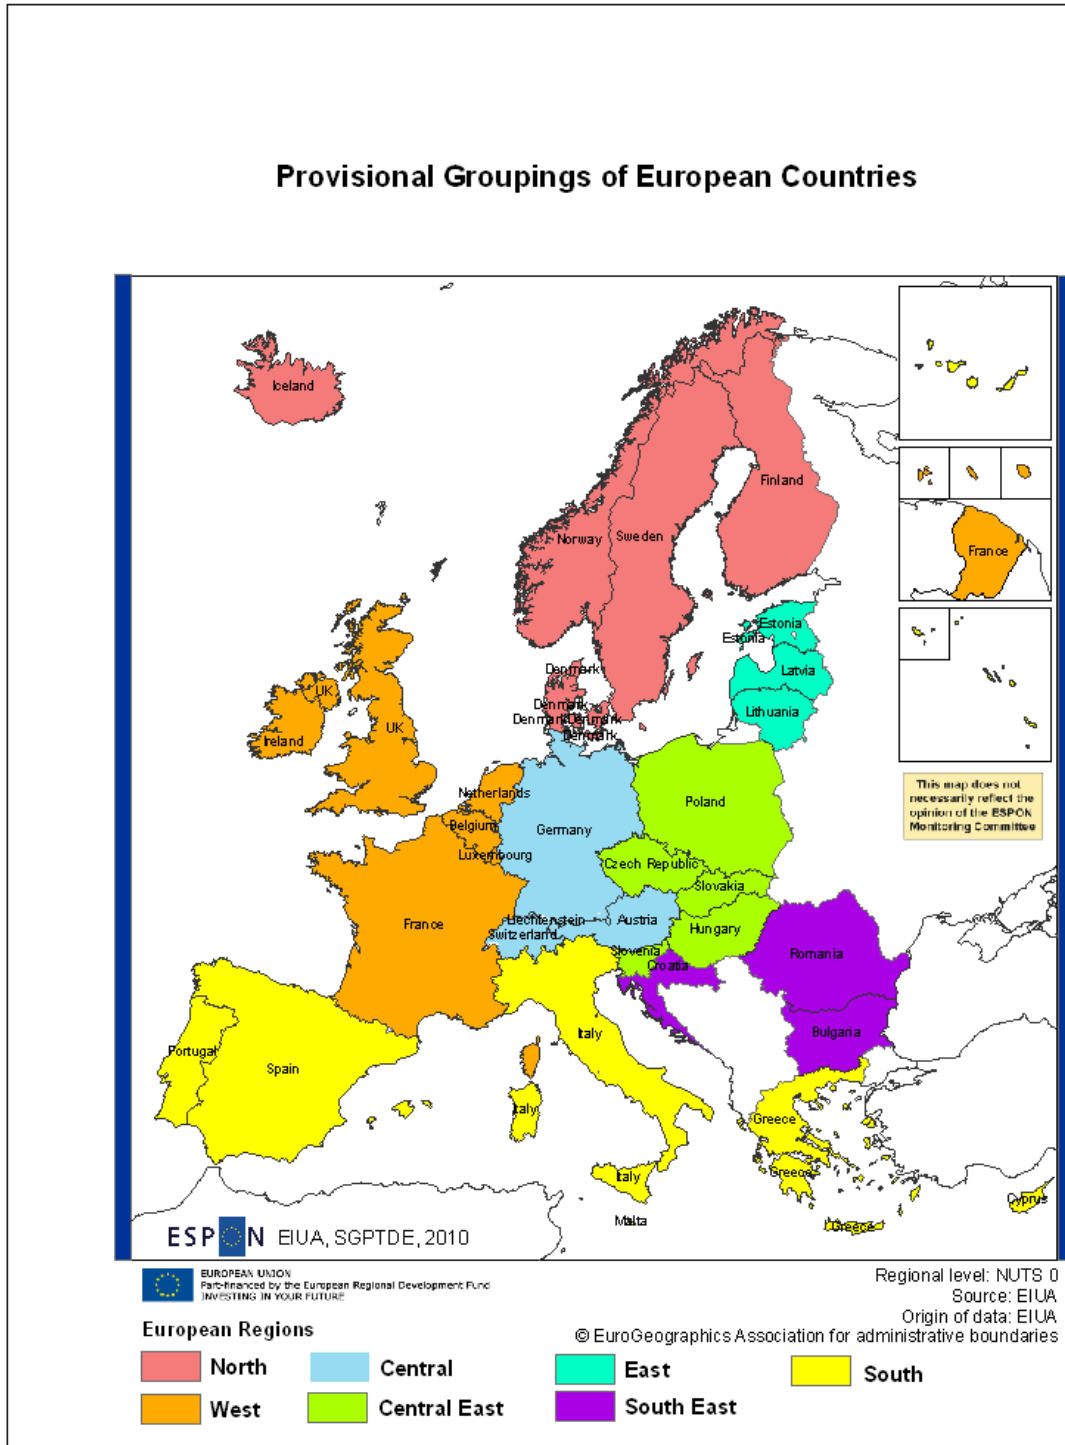 Provisional Groupings of European Countries
Iceland
Finland
Norway
Sweden
France
Estonia
Estonia
Latvia
Lithuania
Denmark
Denmark
Denmark
Denmark
Denmark
UK
UK
Ireland
Netherlands
Belgium
Luxembourg
Germany
Poland
Czech Republic
Slovakia
Liechtenstein
Switzerland
Austria
Hungary
Slovenia
Croatia
France
Romania
Bulgaria
Portugal
Spain
Italy
Italy
Italy
Malta
Greece
Greece
Greece
Cyprus
This map does not
necessarily reflect the
opinion of the ESPON
Monitoring Committee
ESPON EIUA, SGPTDE, 2010
EUROPEAN UNION
Part-financed by the European Regional Development Fund
INVESTING IN YOUR FUTURE
Regional level: NUTS 0
Source: EIUA
Origin of data: EIUA
© EuroGeographics Association for administrative boundaries
European Regions
North
Central
East
South
West
Central East
South East